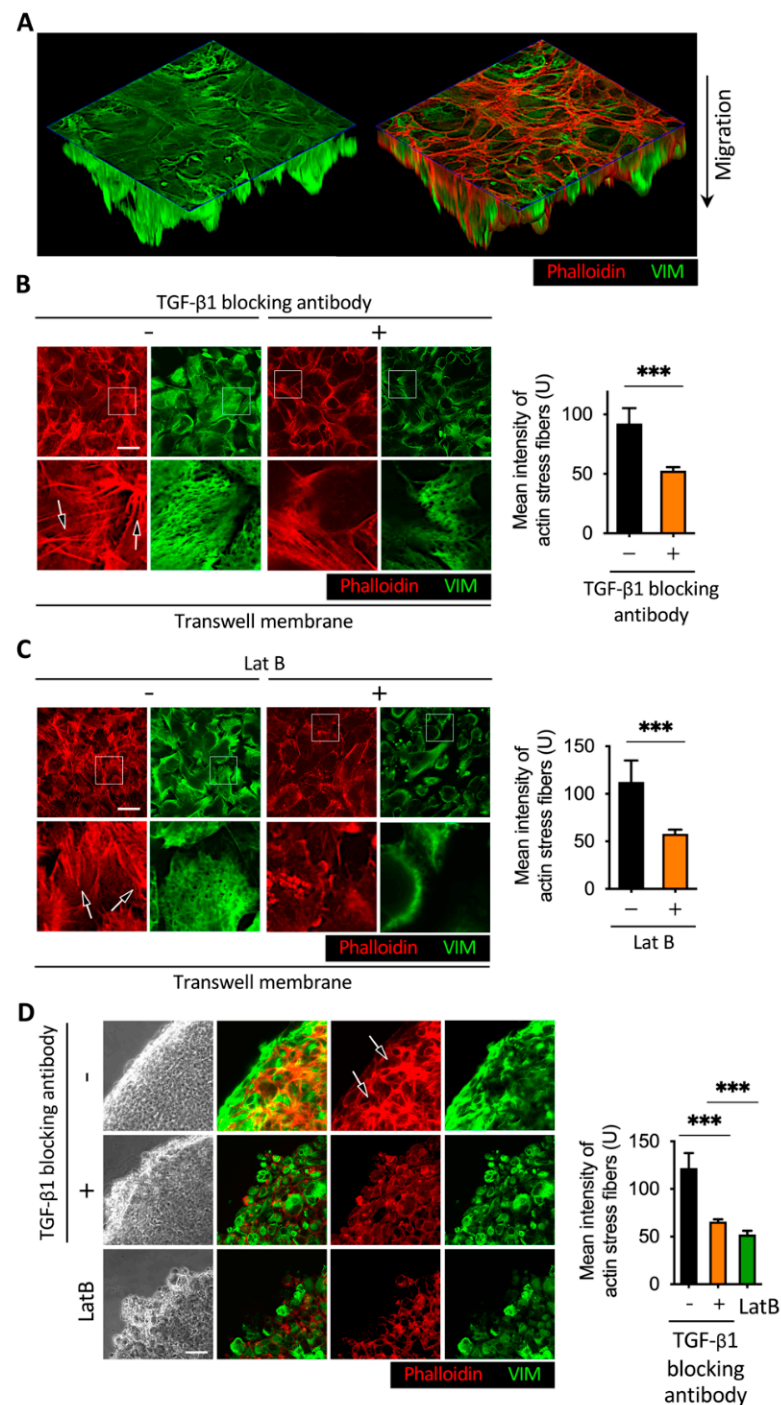 A
Migration
Phalloidin VIM
B
TGF-β1 blocking antibody
- +
Phalloidin VIM
Transwell membrane
Mean intensity of
actin stress fibers (U)
100
50
0
***
- +
TGF-β1 blocking
antibody
C
Lat B
- +
Phalloidin VIM
Transwell membrane
Mean intensity of
actin stress fibers (U)
150
100
50
0
***
- +
Lat B
D
TGF-β1 blocking antibody
-
+
LatB
Phalloidin VIM
Mean intensity of
actin stress fibers (U)
150
100
50
0
***
***
- + LatB
TGF-β1
blocking
antibody